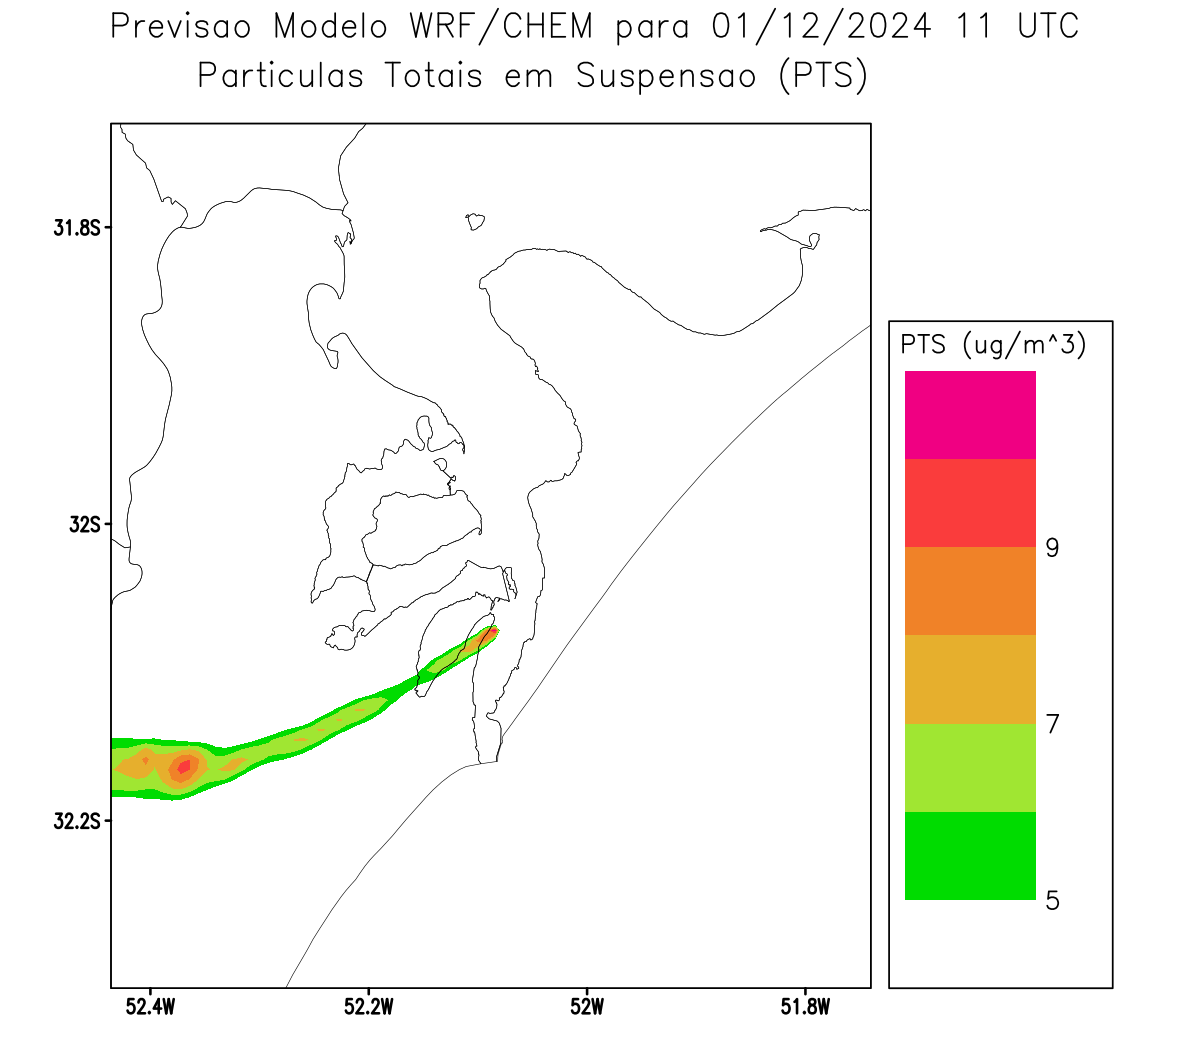 Previsao Modelo WRF/CHEM para 01/12/2024 11 UTC
Particulas Totais em Suspensao (PTS)
31.8S
32S
32.2S
52.4W 52.2W 52W 51.8W
PTS (ug/m^3)
9
7
5